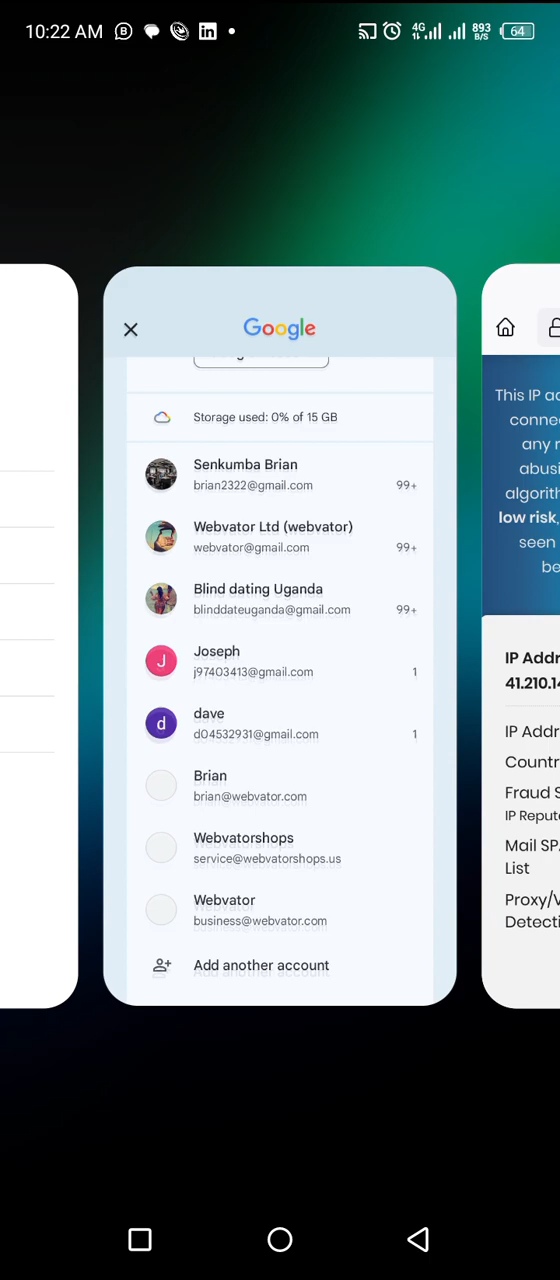 10:22 AM
4G
893
B/S
64
Google
Storage used: 0% of 15 GB
Senkumba Brian
brian2322@gmail.com
99+
Webvator Ltd (webvator)
webvator@gmail.com
99+
Blind dating Uganda
blinddateuganda@gmail.com
99+
J
Joseph
j97403413@gmail.com
1
d
dave
d04532931@gmail.com
1
Brian
brian@webvator.com
Webvatorshops
service@webvatorshops.us
Webvator
business@webvator.com
Add another account
This IP ad
conne
any r
abusi
algorith
low risk,
seen
be
IP Addr
41.210.14
IP Addr
Countr
Fraud S
IP Repute
Mail SP
List
Proxy/V
Detecti